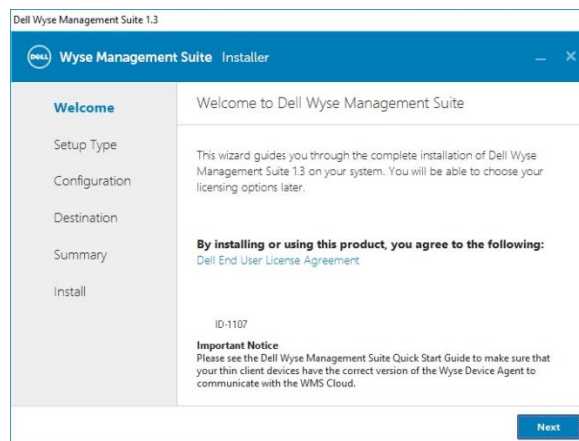 Dell Wyse Management Suite 1.3
DELL Wyse Management Suite Installer
Welcome
Setup Type
Configuration
Destination
Summary
Install
Welcome to Dell Wyse Management Suite
This wizard guides you through the complete installation of Dell Wyse
Management Suite 1.3 on your system. You will be able to choose your
licensing options later.
By installing or using this product, you agree to the following:
Dell End User License Agreement
ID-1107
Important Notice
Please see the Dell Wyse Management Suite Quick Start Guide to make sure that
your thin client devices have the correct version of the Wyse Device Agent to
communicate with the WMS Cloud.
Next